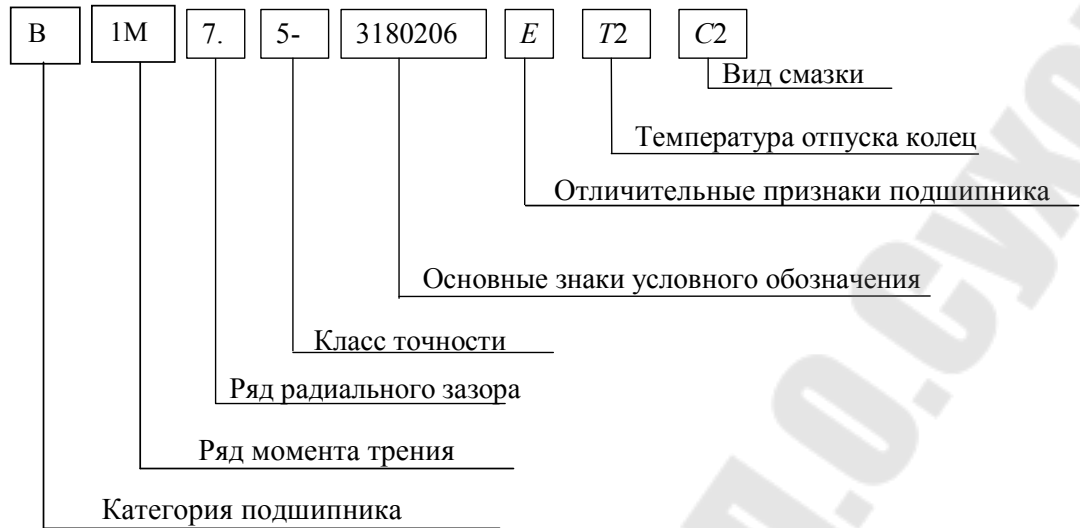 В 1М 7. 5- 3180206 Е Т2 С2
Вид смазки
Температура отпуска колец
Отличительные признаки подшипника
Основные знаки условного обозначения
Класс точности
Ряд радиального зазора
Ряд момента трения
Категория подшипника